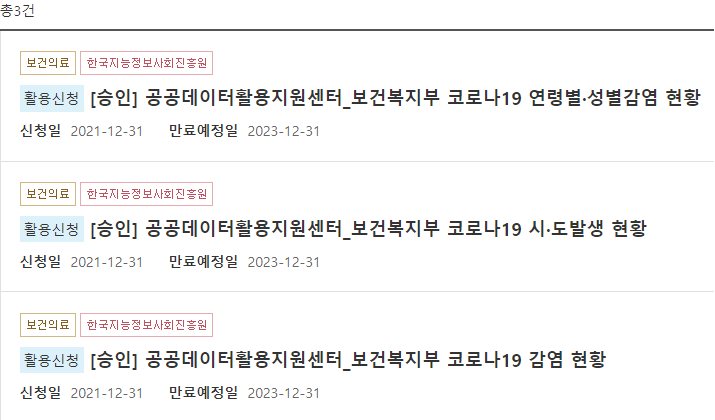 총3건
보건의료 한국지능정보사회진흥원
활용신청 [승인] 공공데이터활용지원센터_보건복지부 코로나19 연령별·성별감염 현황
신청일 2021-12-31 만료예정일 2023-12-31
보건의료 한국지능정보사회진흥원
활용신청 [승인] 공공데이터활용지원센터_보건복지부 코로나19 시·도발생 현황
신청일 2021-12-31 만료예정일 2023-12-31
보건의료 한국지능정보사회진흥원
활용신청 [승인] 공공데이터활용지원센터_보건복지부 코로나19 감염 현황
신청일 2021-12-31 만료예정일 2023-12-31